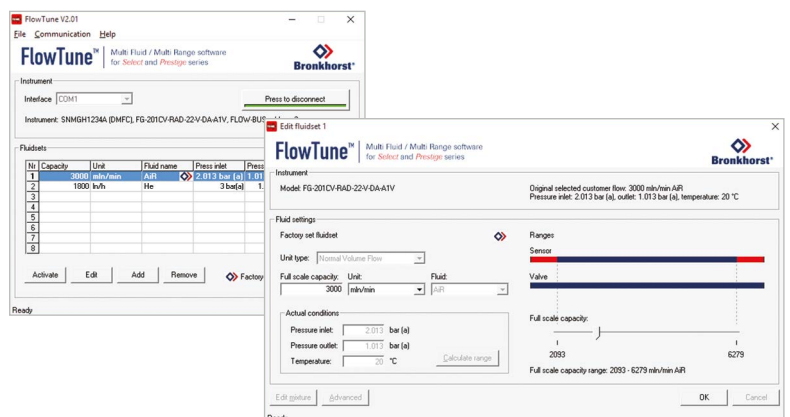 FlowTune V2.01
File Communication Help
FlowTune™
Multi Fluid / Multi Range software
for Select and Prestige series
Bronkhorst®
Instrument
Interface COM1
Press to disconnect
Instrument: SNMGH1234A (DMFC), FG-201CV-RAD-22-V-DA-A1V, FLOW-BUS
Fluidsets
Nr Capacity Unit Fluid name Press inlet Press
1 3000 mln/min AiR 2.013 bar (a) 1.01
2 1800 ln/h He 3 bar(a) 1.
3
4
5
6
7
8
Activate Edit Add Remove Factory
Ready
Edit fluidset 1
FlowTune™
Multi Fluid / Multi Range software
for Select and Prestige series
Bronkhorst®
Instrument
Model: FG-201CV-RAD-22-V-DA-A1V
Original selected customer flow: 3000 mln/min AiR
Pressure inlet: 2.013 bar (a), outlet: 1.013 bar (a), temperature: 20 °C
Fluid settings
Factory set fluidset
Unit type: Normal Volume Flow
Full scale capacity: Unit: Fluid:
3000 mln/min AiR
Actual conditions
Pressure inlet: 2.013 bar (a)
Pressure outlet: 1.013 bar (a)
Temperature: 20 °C
Calculate range
Ranges
Sensor
Valve
Full scale capacity:
2093 6279
Full scale capacity range: 2093 - 6279 mln/min AiR
Edit mixture Advanced
OK Cancel